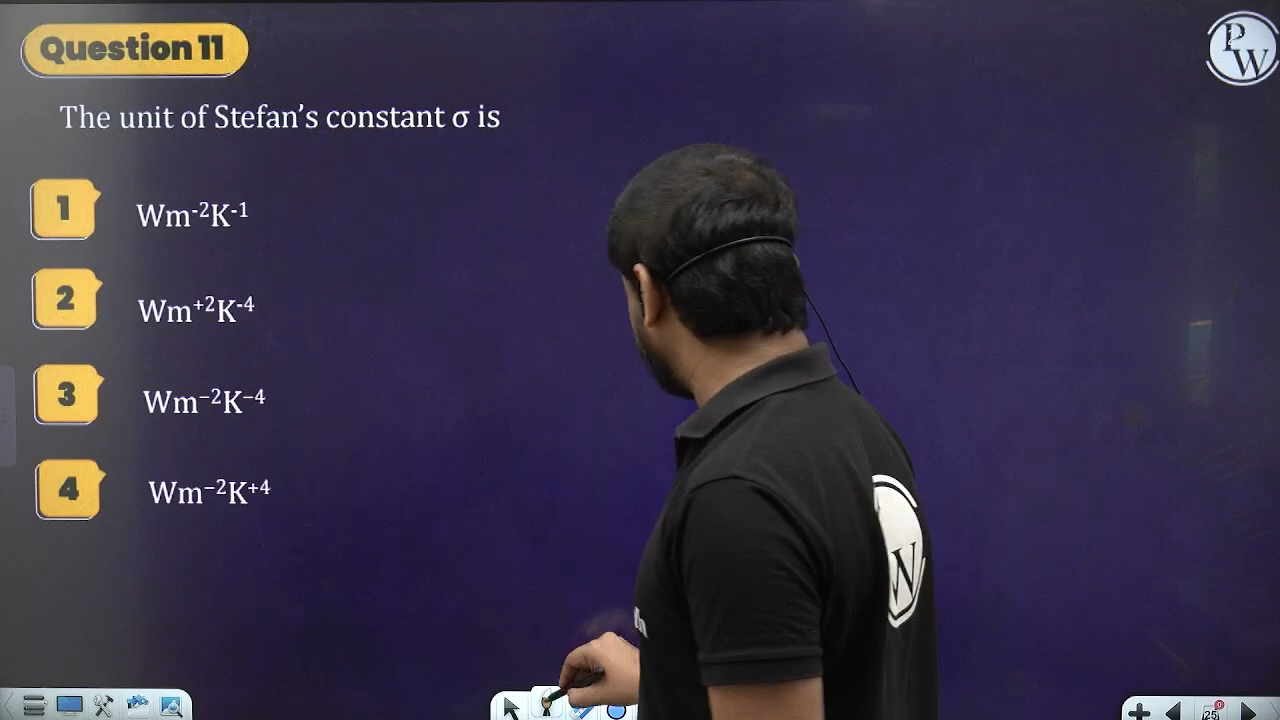 Question 11
PW
The unit of Stefan’s constant σ is
1
Wm⁻²K⁻¹
2
Wm⁺²K⁻⁴
3
Wm⁻²K⁻⁴
4
Wm⁻²K⁺⁴
25